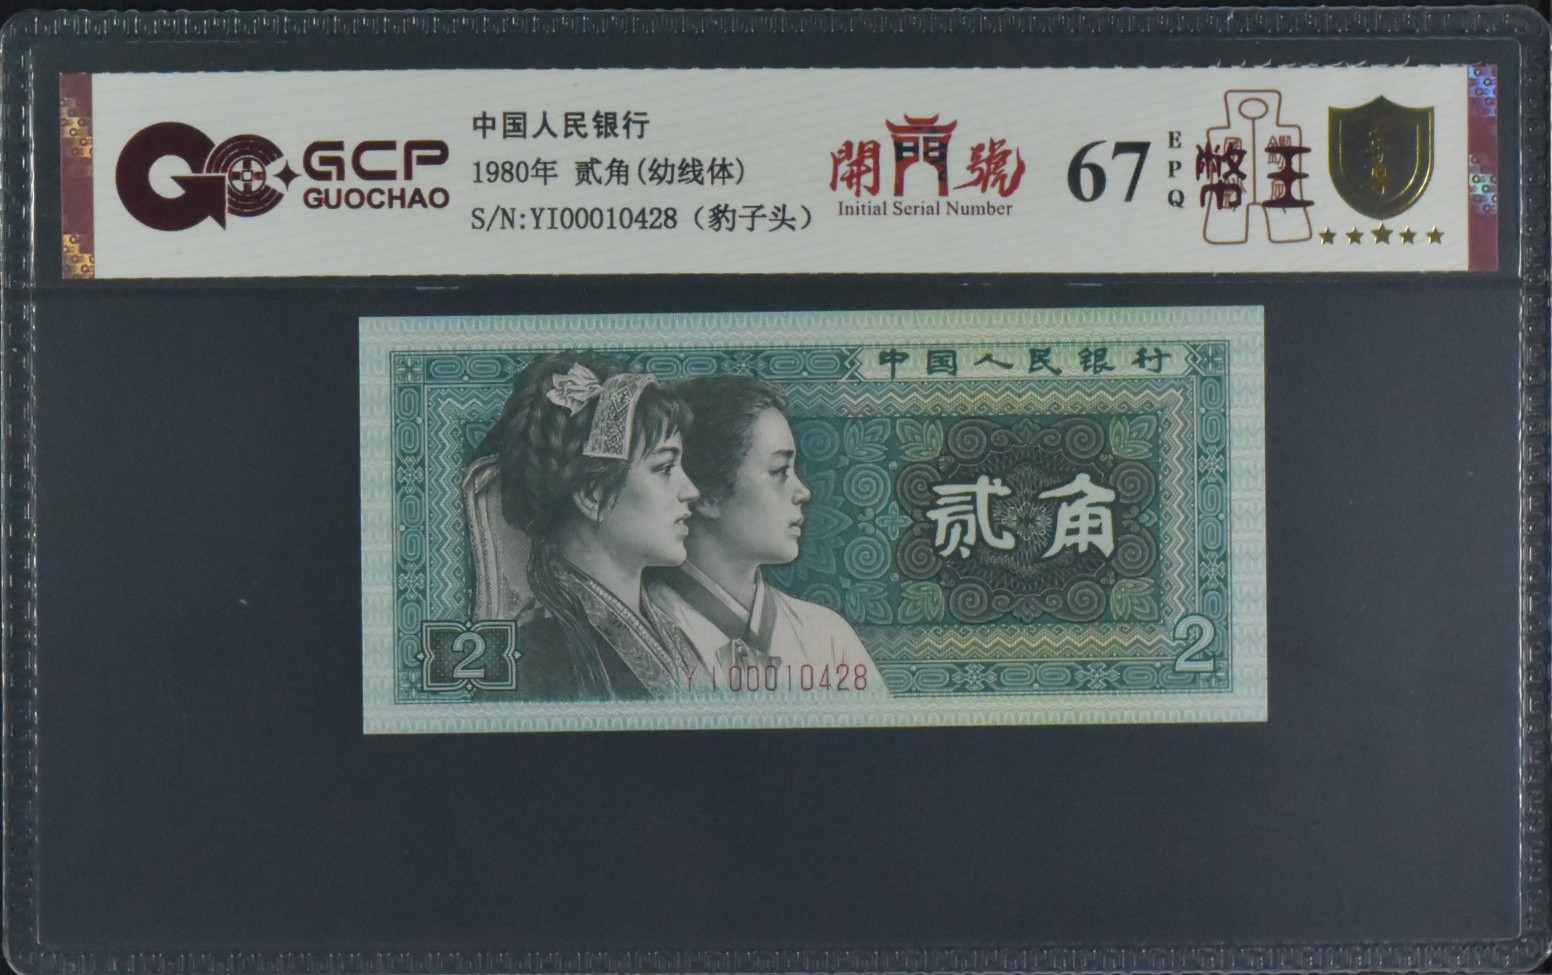 GCP
GUOCHAO
中国人民银行
1980年 贰角(幼线体)
S/N:YI00010428（豹子头）
開門號
Initial Serial Number
67
EPQ
中国人民银行
贰角
2
2
YI00010428